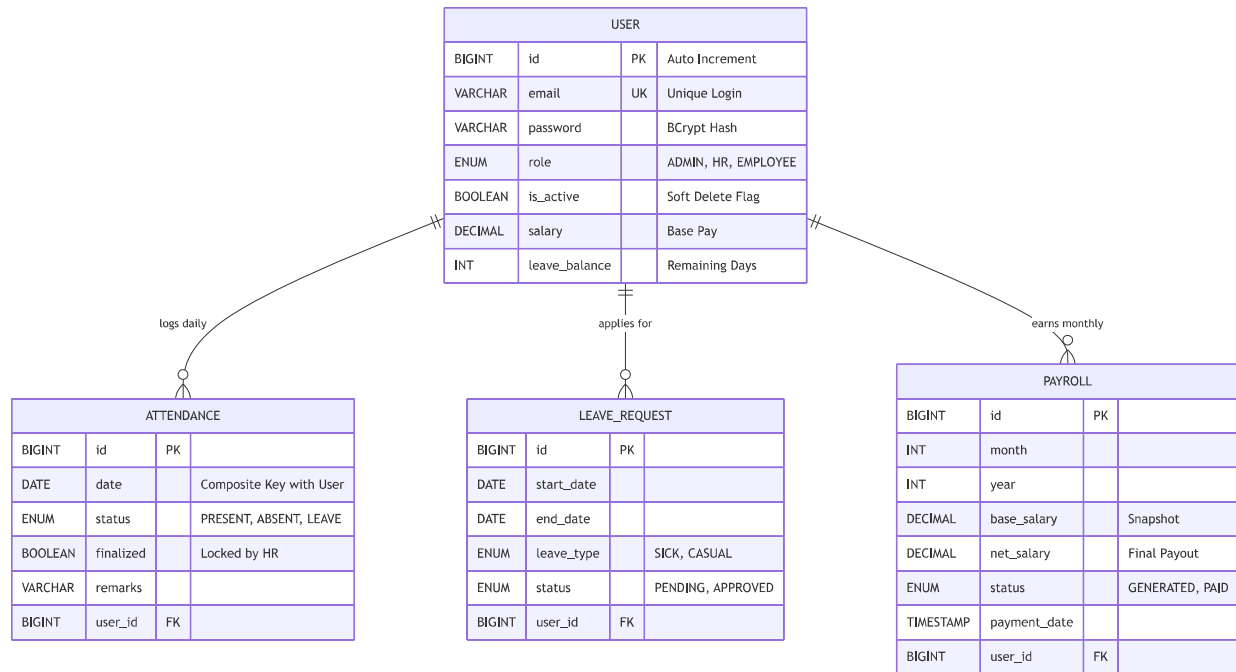 USER
BIGINT id PK Auto Increment
VARCHAR email UK Unique Login
VARCHAR password BCrypt Hash
ENUM role ADMIN, HR, EMPLOYEE
BOOLEAN is_active Soft Delete Flag
DECIMAL salary Base Pay
INT leave_balance Remaining Days
logs daily
applies for
earns monthly
ATTENDANCE
BIGINT id PK
DATE date Composite Key with User
ENUM status PRESENT, ABSENT, LEAVE
BOOLEAN finalized Locked by HR
VARCHAR remarks
BIGINT user_id FK
LEAVE_REQUEST
BIGINT id PK
DATE start_date
DATE end_date
ENUM leave_type SICK, CASUAL
ENUM status PENDING, APPROVED
BIGINT user_id FK
PAYROLL
BIGINT id PK
INT month
INT year
DECIMAL base_salary Snapshot
DECIMAL net_salary Final Payout
ENUM status GENERATED, PAID
TIMESTAMP payment_date
BIGINT user_id FK